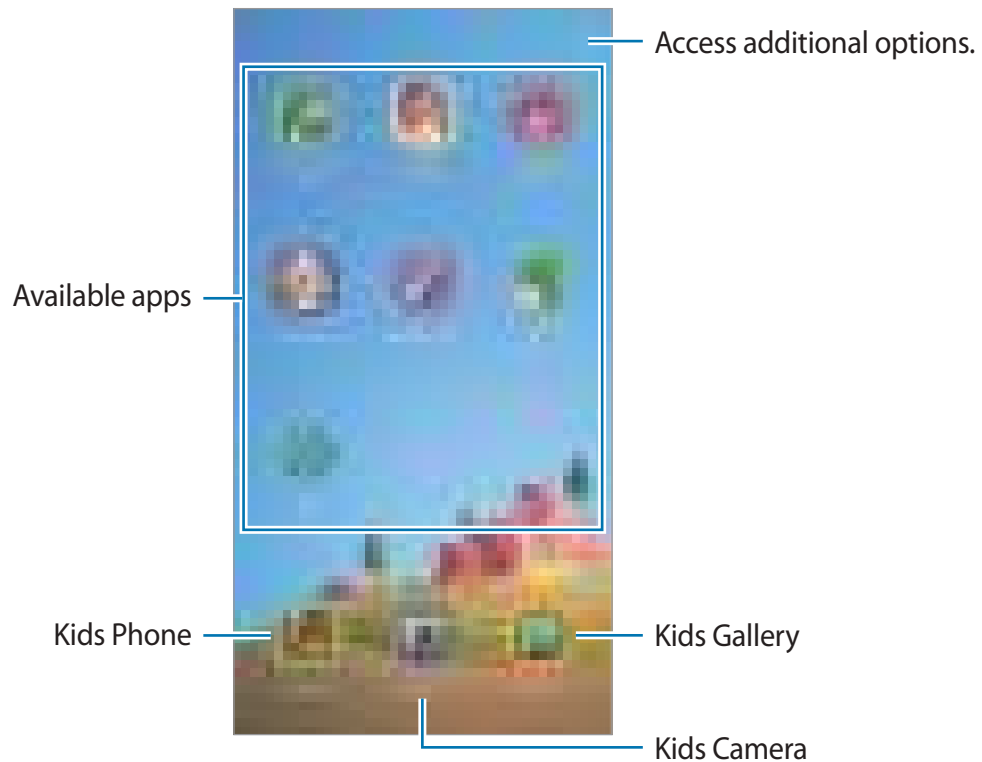 Access additional options.
Available apps
Kids Phone
Kids Gallery
Kids Camera